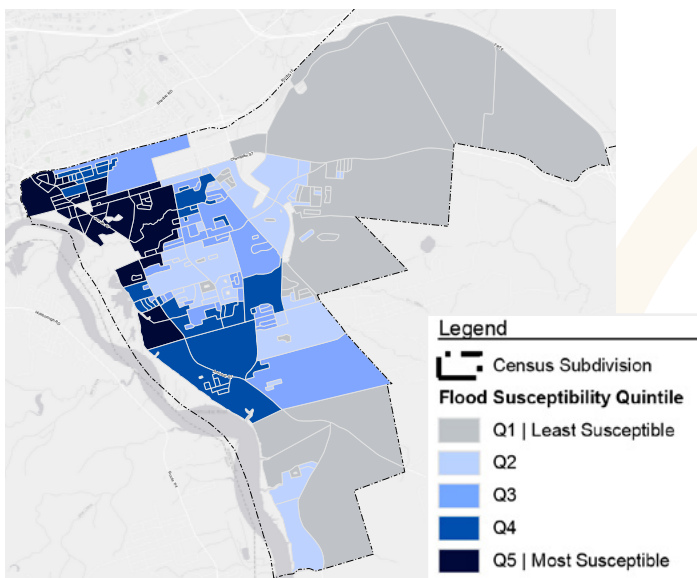 Legend
Census Subdivision
Flood Susceptibility Quintile
Q1 | Least Susceptible
Q2
Q3
Q4
Q5 | Most Susceptible